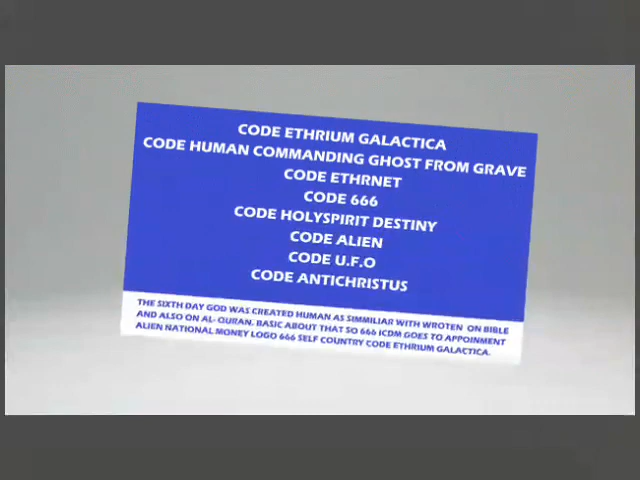 CODE ETHRIUM GALACTICA
CODE HUMAN COMMANDING GHOST FROM GRAVE
CODE ETHRNET
CODE 666
CODE HOLYSPIRIT DESTINY
CODE ALIEN
CODE U.F.O
CODE ANTICHRISTUS
THE SIXTH DAY GOD WAS CREATED HUMAN AS SIMMILIAR WITH WROTEN ON BIBLE
AND ALSO ON AL- QURAN. BASIC ABOUT THAT SO 666 ICDM GOES TO APPOINMENT
ALIEN NATIONAL MONEY LOGO 666 SELF COUNTRY CODE ETHRIUM GALACTICA.